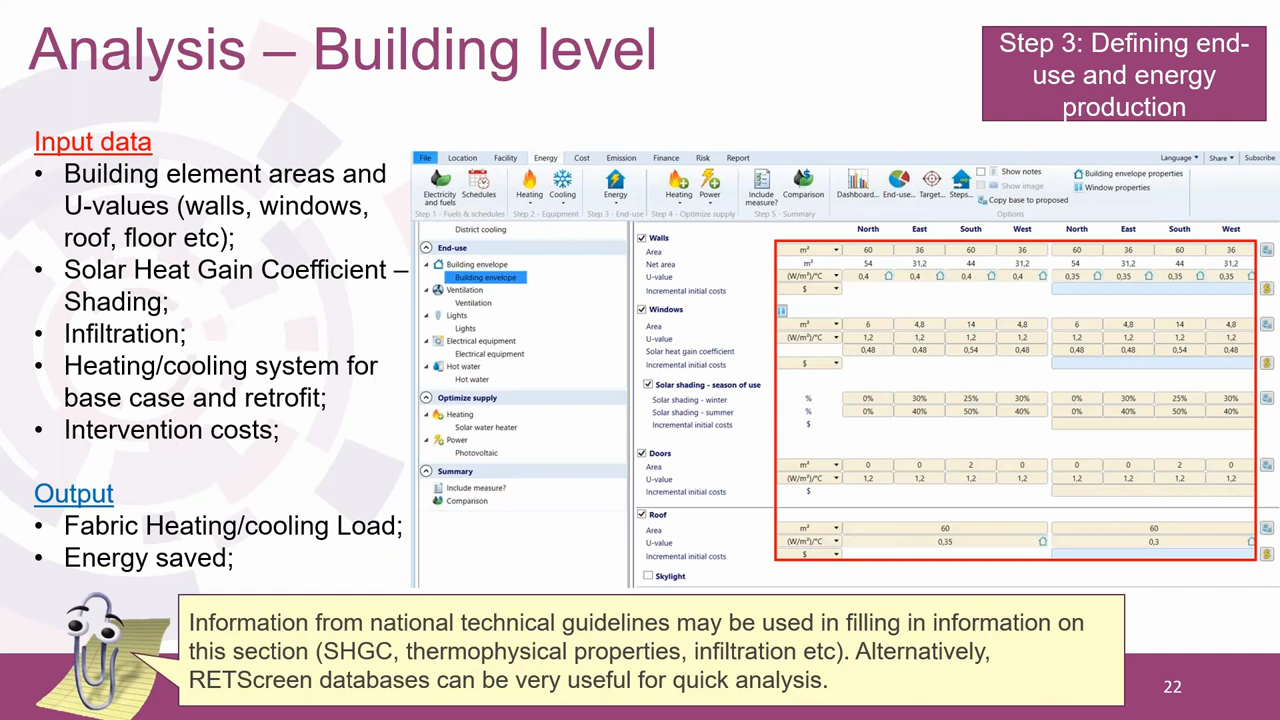 Analysis – Building level
Step 3: Defining end-
use and energy
production
Input data
• Building element areas and
U-values (walls, windows,
roof, floor etc);
• Solar Heat Gain Coefficient –
Shading;
• Infiltration;
• Heating/cooling system for
base case and retrofit;
• Intervention costs;
Output
• Fabric Heating/cooling Load;
• Energy saved;
File Location Facility Energy Cost Emission Finance Risk Report Language Share Subscribe
Electricity and fuels Schedules Heating Cooling Energy Heating Power Include measure? Comparison Dashboard... End-use... Target... Steps...
Show notes
Show image
Copy base to proposed
Building envelope properties
Window properties
Step 1 - Fuels & schedules Step 2 - Equipment Step 3 - End-use Step 4 - Optimize supply Step 5 - Summary Options
District cooling
End-use
Building envelope
Building envelope
Ventilation
Ventilation
Lights
Lights
Electrical equipment
Electrical equipment
Hot water
Hot water
Optimize supply
Heating
Solar water heater
Power
Photovoltaic
Summary
Include measure?
Comparison
North East South West North East South West
Walls
Area m² 60 36 60 36 60 36 60 36
Net area m² 54 31,2 44 31,2 54 31,2 44 31,2
U-value (W/m²)/°C 0,4 0,4 0,4 0,4 0,35 0,35 0,35 0,35
Incremental initial costs $
Windows
Area m² 6 4,8 14 4,8 6 4,8 14 4,8
U-value (W/m²)/°C 1,2 1,2 1,2 1,2 1,2 1,2 1,2 1,2
Solar heat gain coefficient 0,48 0,48 0,54 0,48 0,48 0,48 0,54 0,48
$
Solar shading - season of use
Solar shading - winter % 0% 30% 25% 30% 0% 30% 25% 30%
Solar shading - summer % 0% 40% 50% 40% 0% 40% 50% 40%
Incremental initial costs $
Doors
Area m² 0 0 2 0 0 0 2 0
U-value (W/m²)/°C 1,2 1,2 1,2 1,2 1,2 1,2 1,2 1,2
Incremental initial costs $
Roof
Area m² 60 60
U-value (W/m²)/°C 0,35 0,3
Incremental initial costs $
Skylight
Information from national technical guidelines may be used in filling in information on
this section (SHGC, thermophysical properties, infiltration etc). Alternatively,
RETScreen databases can be very useful for quick analysis.
22